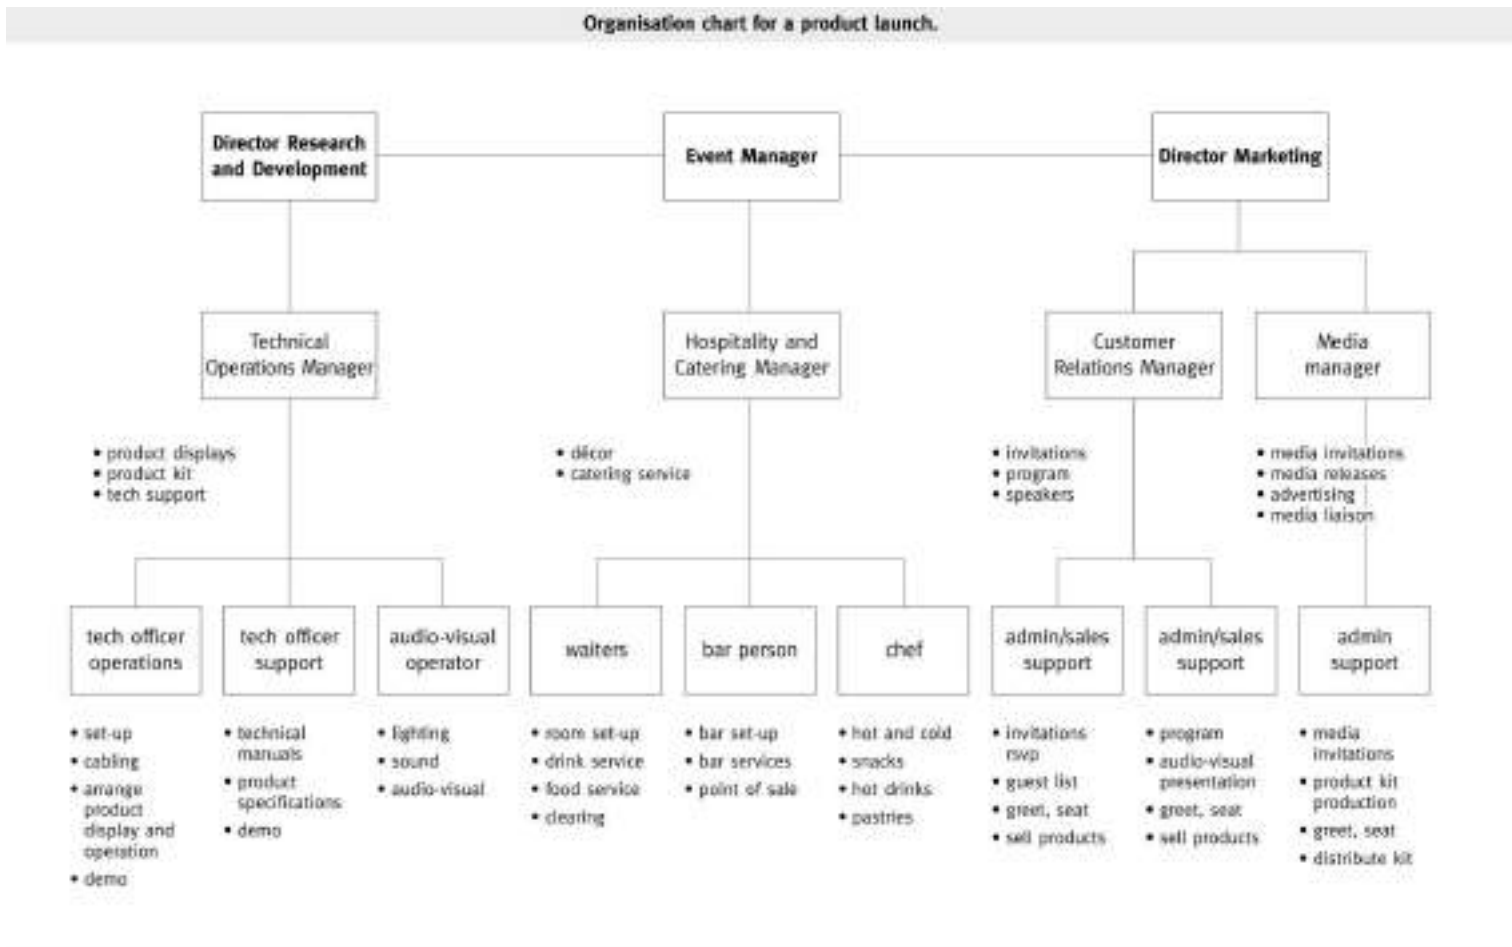 Organisation chart for a product launch.
Director Research
and Development
Event Manager
Director Marketing
Technical
Operations Manager
Hospitality and
Catering Manager
Customer
Relations Manager
Media
manager
• product displays
• product kit
• tech support
• décor
• catering service
• invitations
• program
• speakers
• media invitations
• media releases
• advertising
• media liaison
tech officer
operations
tech officer
support
audio-visual
operator
waiters
bar person
chef
admin/sales
support
admin/sales
support
admin
support
• set-up
• cabling
• arrange
product
display and
operation
• demo
• technical
manuals
• product
specifications
• demo
• lighting
• sound
• audio-visual
• room set-up
• drink service
• food service
• clearing
• bar set-up
• bar services
• point of sale
• hot and cold
• snacks
• hot drinks
• pastries
• invitations
rsvp
• guest list
• greet, seat
• sell products
• program
• audio-visual
presentation
• greet, seat
• sell products
• media
invitations
• product kit
production
• greet, seat
• distribute kit